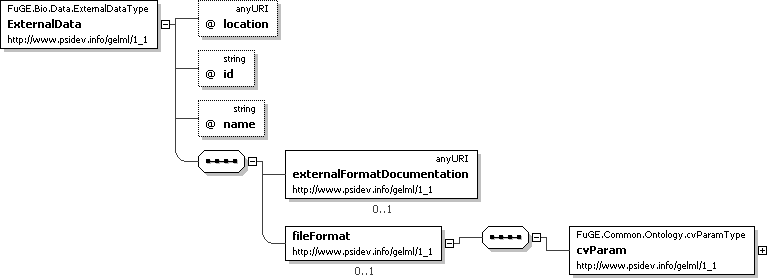 FuGE.Bio.Data.ExternalDataType
ExternalData
http://www.psidev.info/gelml/1_1
anyURI
@ location
string
@ id
string
@ name
anyURI
externalFormatDocumentation
http://www.psidev.info/gelml/1_1
0..1
fileFormat
http://www.psidev.info/gelml/1_1
0..1
FuGE.Common.Ontology.cvParamType
cvParam
http://www.psidev.info/gelml/1_1